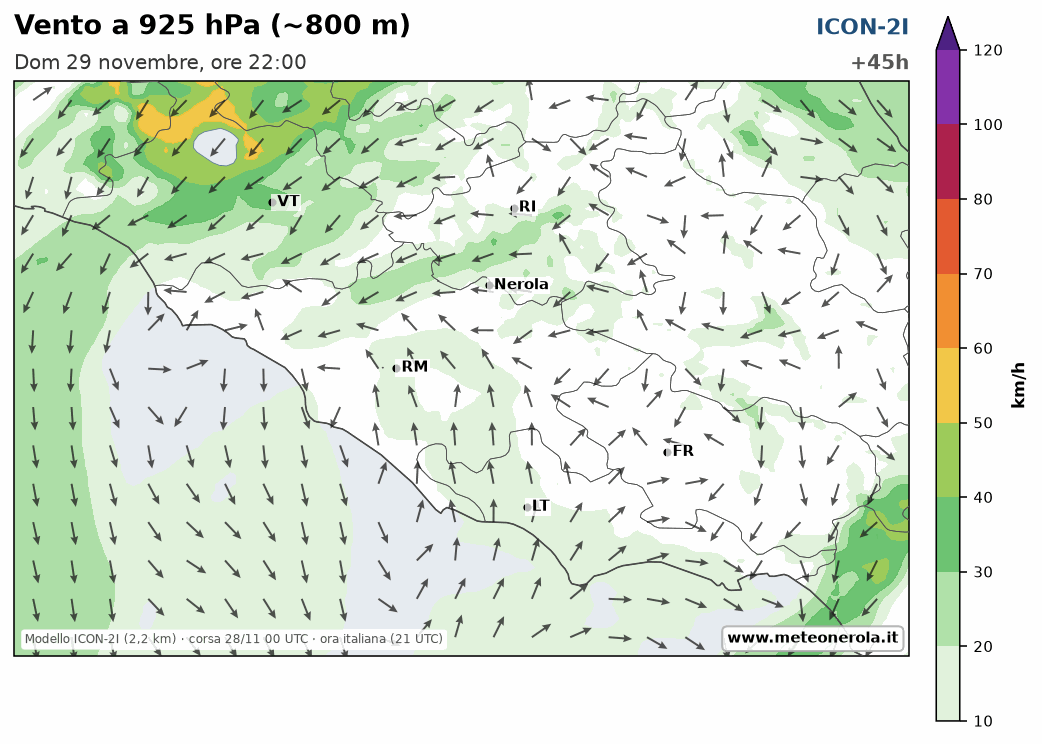 Vento a 925 hPa (~800 m)
ICON-2I
Dom 29 novembre, ore 22:00
+45h
VT
RI
Nerola
RM
FR
LT
Modello ICON-2I (2,2 km) · corsa 28/11 00 UTC · ora italiana (21 UTC)
www.meteonerola.it
120
100
80
70
60
50
40
30
20
10
km/h